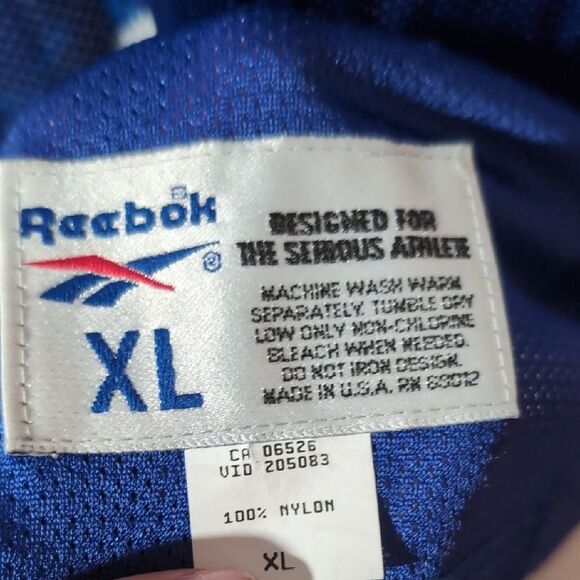 Reebok ®
XL
DESIGNED FOR
THE SERIOUS ATHLETE
MACHINE WASH WARM
SEPARATELY. TUMBLE DRY
LOW ONLY NON-CHLORINE
BLEACH WHEN NEEDED.
DO NOT IRON DESIGN.
MADE IN U.S.A. RN 88012
CA 06526
VID 205083
100% NYLON
XL